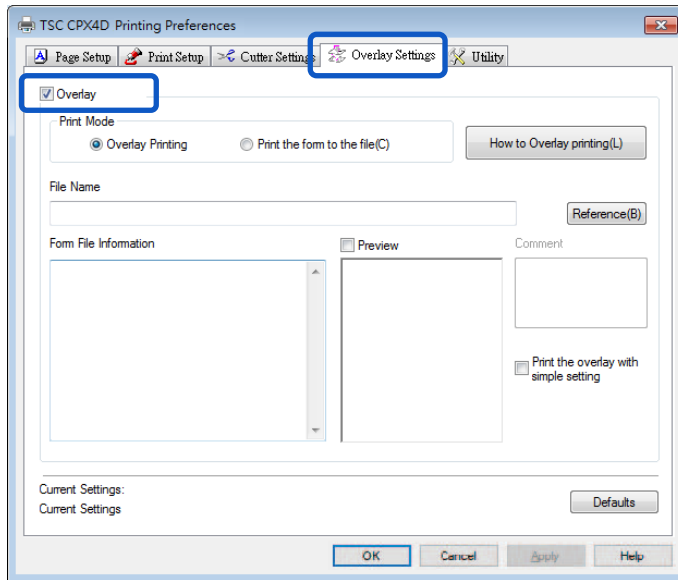 TSC CPX4D Printing Preferences
Page Setup Print Setup Cutter Settings Overlay Settings Utility
Overlay
Print Mode
Overlay Printing Print the form to the file(C) How to Overlay printing(L)
File Name
Reference(B)
Form File Information Preview Comment
Print the overlay with
simple setting
Current Settings:
Current Settings
Defaults
OK Cancel Apply Help